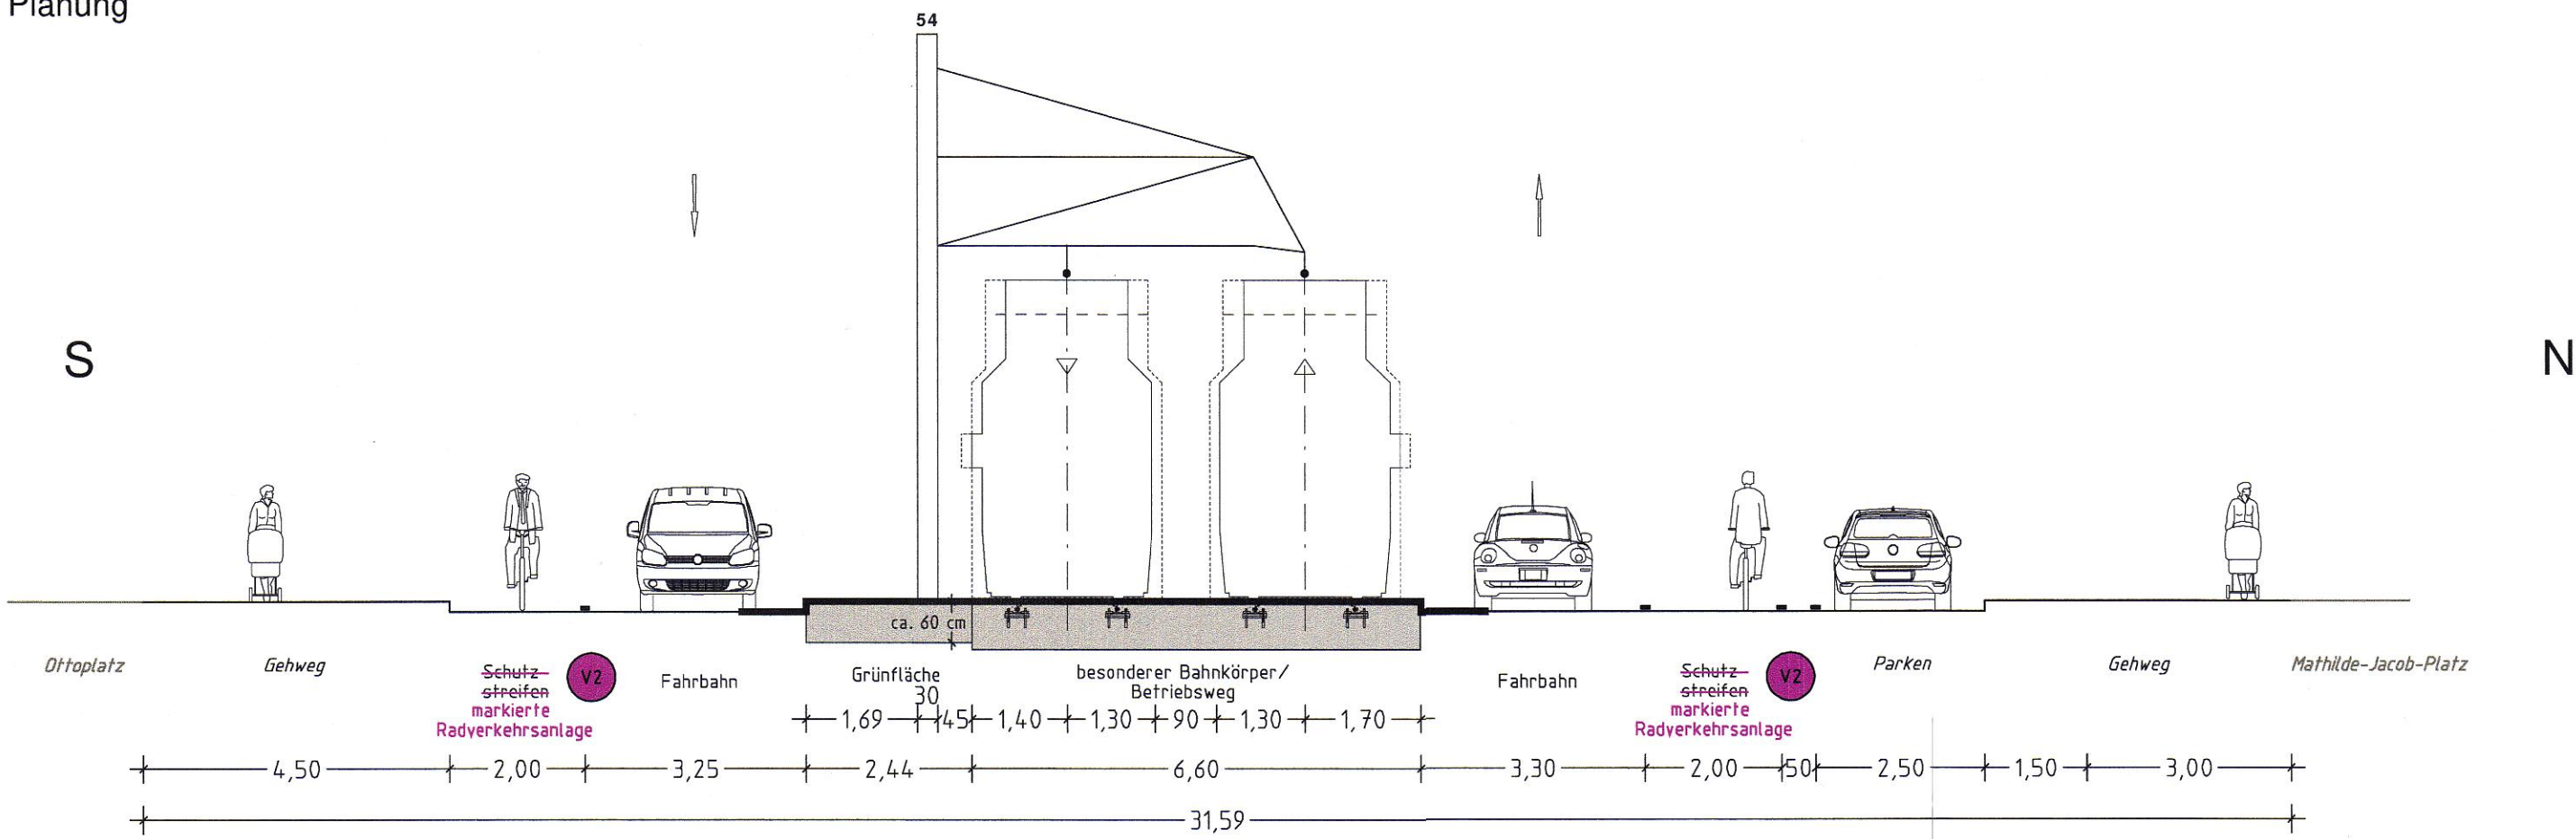 Planung
54
S
N
ca. 60 cm
Ottoplatz
Gehweg
Schutz-
streifen
markierte
Radverkehrsanlage
V2
Fahrbahn
Grünfläche
besonderer Bahnkörper/
Betriebsweg
Fahrbahn
Schutz-
streifen
markierte
Radverkehrsanlage
V2
Parken
Gehweg
Mathilde-Jacob-Platz
30
1,69 45 1,40 1,30 90 1,30 1,70
4,50 2,00 3,25 2,44 6,60 3,30 2,00 50 2,50 1,50 3,00
31,59